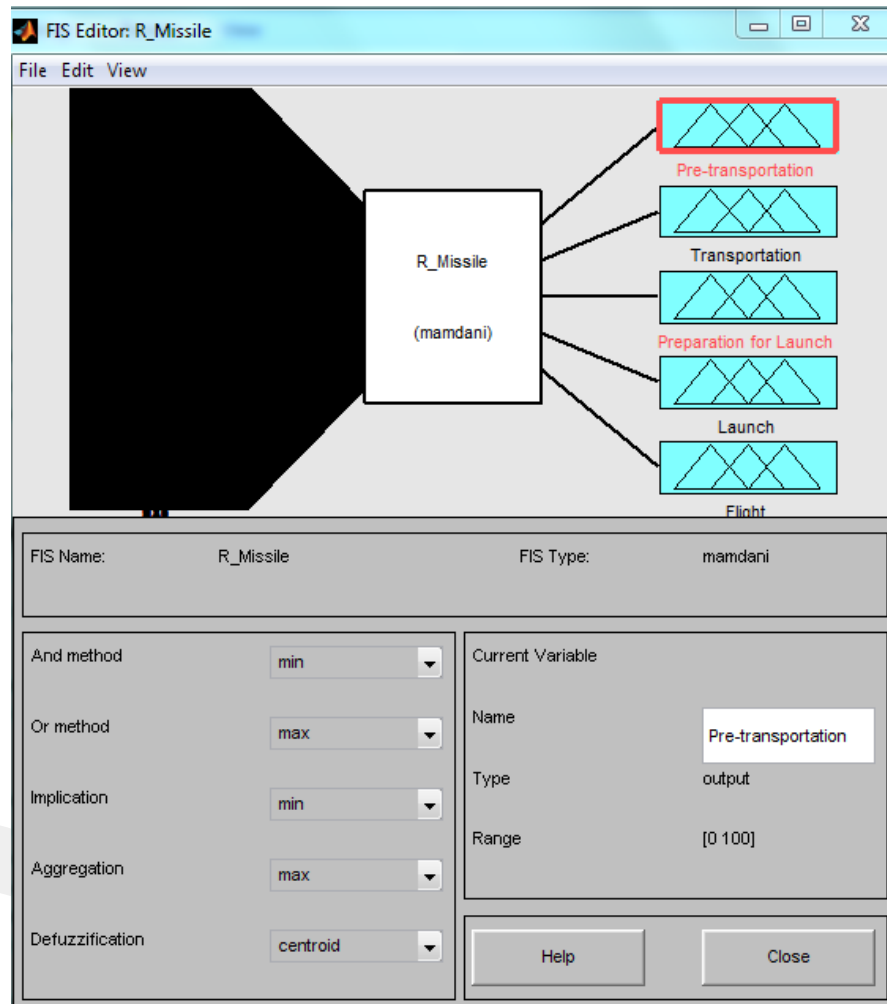 FIS Editor: R_Missile
File Edit View
Pre-transportation
Transportation
R_Missile
(mamdani)
Preparation for Launch
Launch
Flight
FIS Name: R_Missile FIS Type: mamdani
And method min
Or method max
Implication min
Aggregation max
Defuzzification centroid
Current Variable
Name Pre-transportation
Type output
Range [0 100]
Help Close